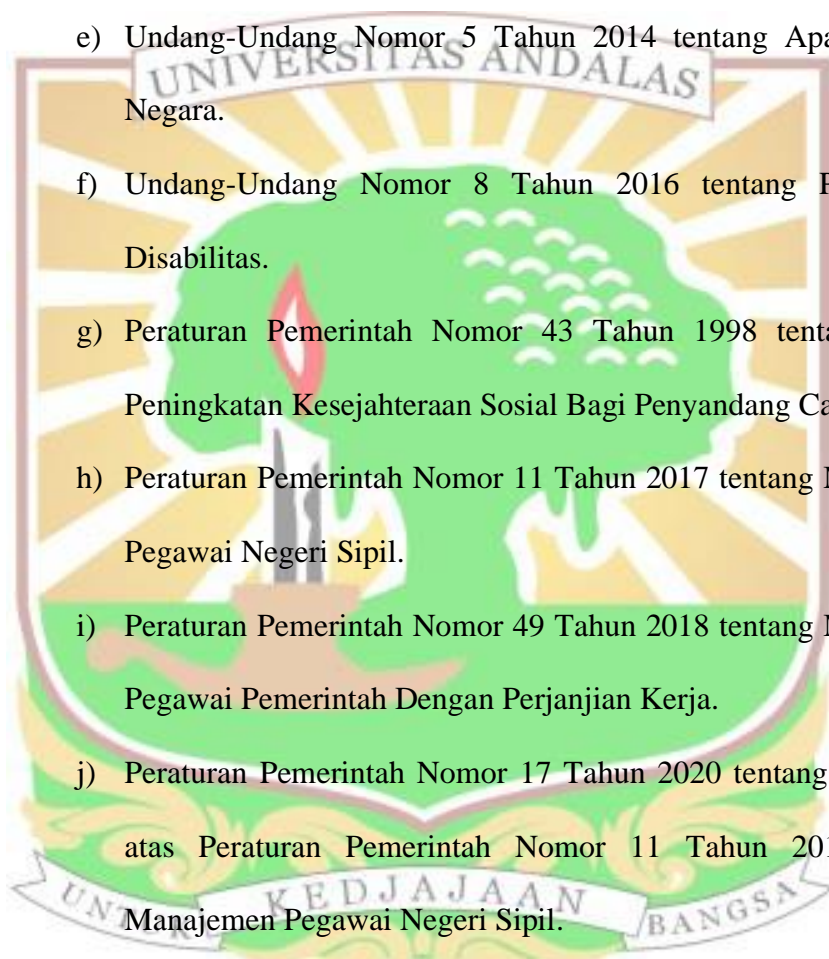 e) Undang-Undang Nomor 5 Tahun 2014 tentang
UNIVERSITAS ANDALAS
Negara.
f) Undang-Undang Nomor 8 Tahun 2016 tentang
Disabilitas.
g) Peraturan Pemerintah Nomor 43 Tahun 1998
Peningkatan Kesejahteraan Sosial Bagi Penyandang
h) Peraturan Pemerintah Nomor 11 Tahun 2017 tentang
Pegawai Negeri Sipil.
i) Peraturan Pemerintah Nomor 49 Tahun 2018 tentang
Pegawai Pemerintah Dengan Perjanjian Kerja.
j) Peraturan Pemerintah Nomor 17 Tahun 2020 tentang
atas Peraturan Pemerintah Nomor 11 Tahun
UNTUK KEDJAJAAN BANGSA
Manajemen Pegawai Negeri Sipil.